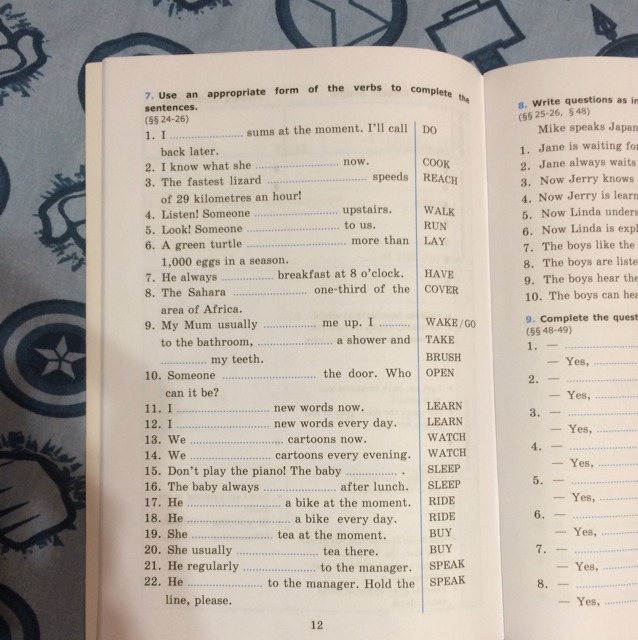 7. Use an appropriate form of the verbs to complete the
sentences.
(§§ 24-26)
1. I ........................ sums at the moment. I'll call DO
back later.
2. I know what she ........................ now. COOK
3. The fastest lizard ........................ speeds REACH
of 29 kilometres an hour!
4. Listen! Someone ........................ upstairs. WALK
5. Look! Someone ........................ to us. RUN
6. A green turtle ........................ more than LAY
1,000 eggs in a season.
7. He always .............. breakfast at 8 o'clock. HAVE
8. The Sahara .................... one-third of the COVER
area of Africa.
9. My Mum usually ............. me up. I ......... WAKE/GO
to the bathroom, .................. a shower and TAKE
............. my teeth. BRUSH
10. Someone ........................ the door. Who OPEN
can it be?
11. I ........................ new words now. LEARN
12. I ........................ new words every day. LEARN
13. We ........................ cartoons now. WATCH
14. We .................... cartoons every evening. WATCH
15. Don't play the piano! The baby .............. . SLEEP
16. The baby always .................. after lunch. SLEEP
17. He ..................... a bike at the moment. RIDE
18. He ........................ a bike every day. RIDE
19. She .................... tea at the moment. BUY
20. She usually .................... tea there. BUY
21. He regularly .................... to the manager. SPEAK
22. He .................... to the manager. Hold the SPEAK
line, please.
12
8. Write questions as in
(§§ 25-26, § 48)
Mike speaks Japan
1. Jane is waiting fo
2. Jane always waits
3. Now Jerry knows
4. Now Jerry is learn
5. Now Linda unders
6. Now Linda is expl
7. The boys like the
8. The boys are liste
9. The boys hear the
10. The boys can hea
9. Complete the quest
(§§ 48-49)
1. — ....................
— Yes, ..............
2. — ....................
— Yes, ..............
3. — ....................
— Yes, ..............
4. — ....................
— Yes, ..............
5. — ....................
— Yes, ..............
6. — ....................
— Yes, ..............
7. — ....................
— Yes, ..............
8. — ....................
— Yes, ..............